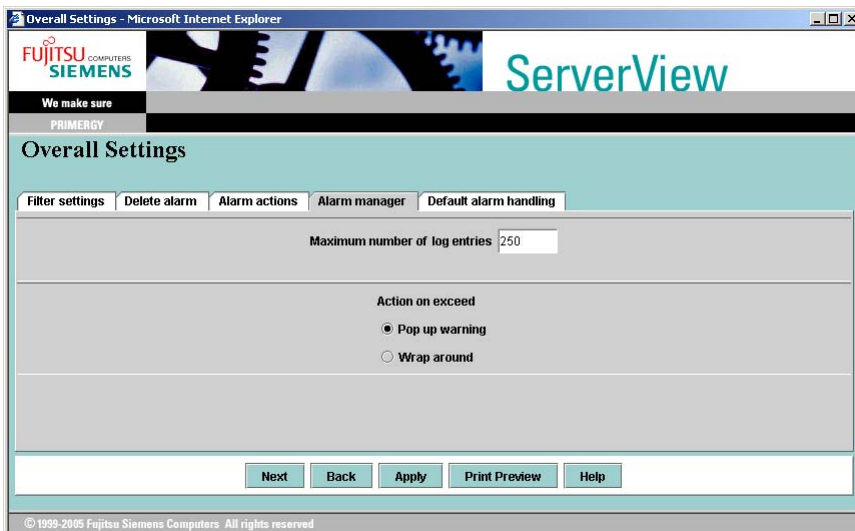 Overall Settings - Microsoft Internet Explorer
FUJITSU COMPUTERS
SIEMENS
ServerView
We make sure
PRIMERGY
Overall Settings
Filter settings Delete alarm Alarm actions Alarm manager Default alarm handling
Maximum number of log entries 250
Action on exceed
Pop up warning
Wrap around
Next Back Apply Print Preview Help
© 1999-2005 Fujitsu Siemens Computers All rights reserved